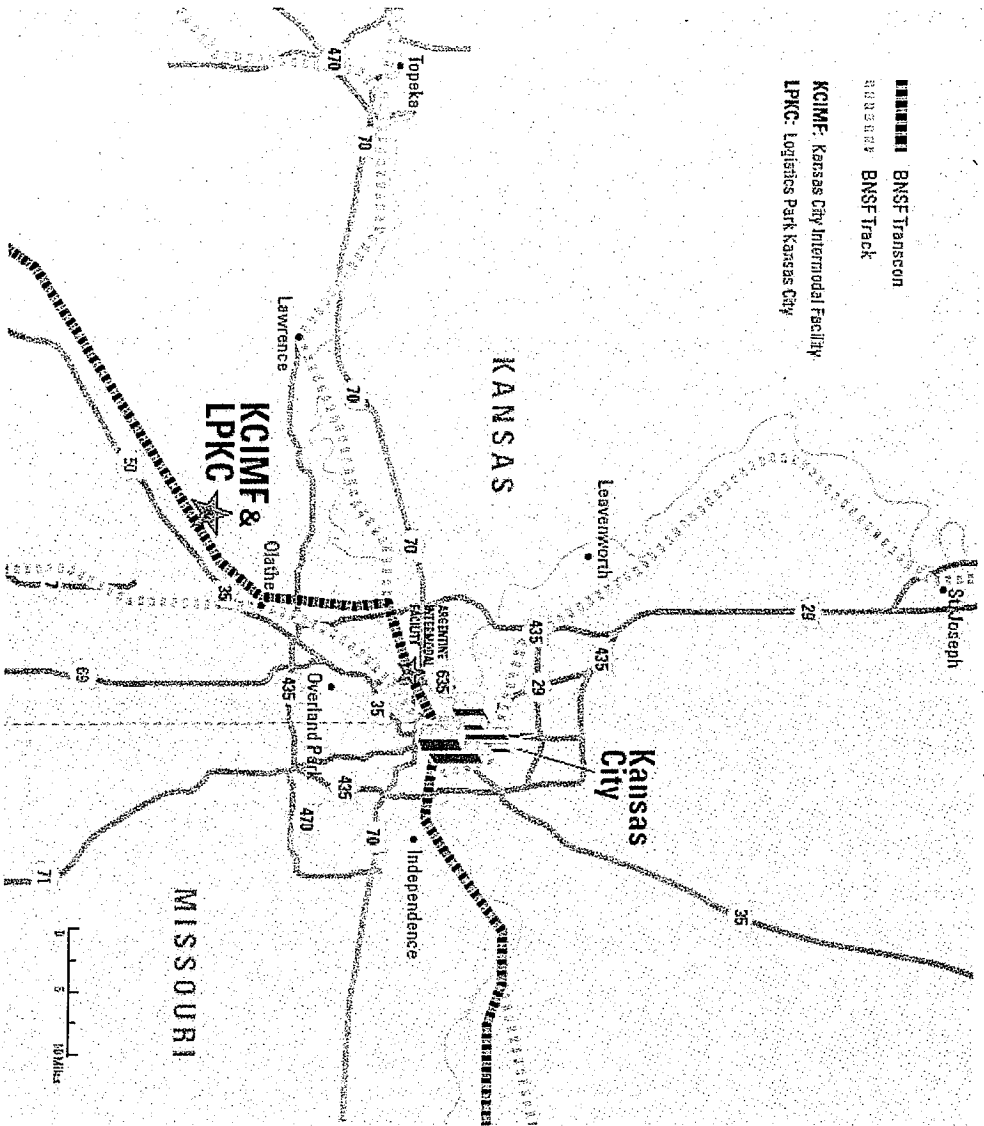 St. Joseph
BNSF Transcon
BNSF Track
KCIMF: Kansas City Intermodal Facility
LPKC: Logistics Park Kansas City
29
35
Leavenworth
435
435
29
Kansas
City
KANSAS
ARGENTINE
INTERMODAL
FACILITY
635
Topeka
Independence
70
470
70
70
35
70
435
Lawrence
Overland Park
435
470
Olathe
35
KCIMF &
LPKC
MISSOURI
50
69
7
71
0
5
10 Miles